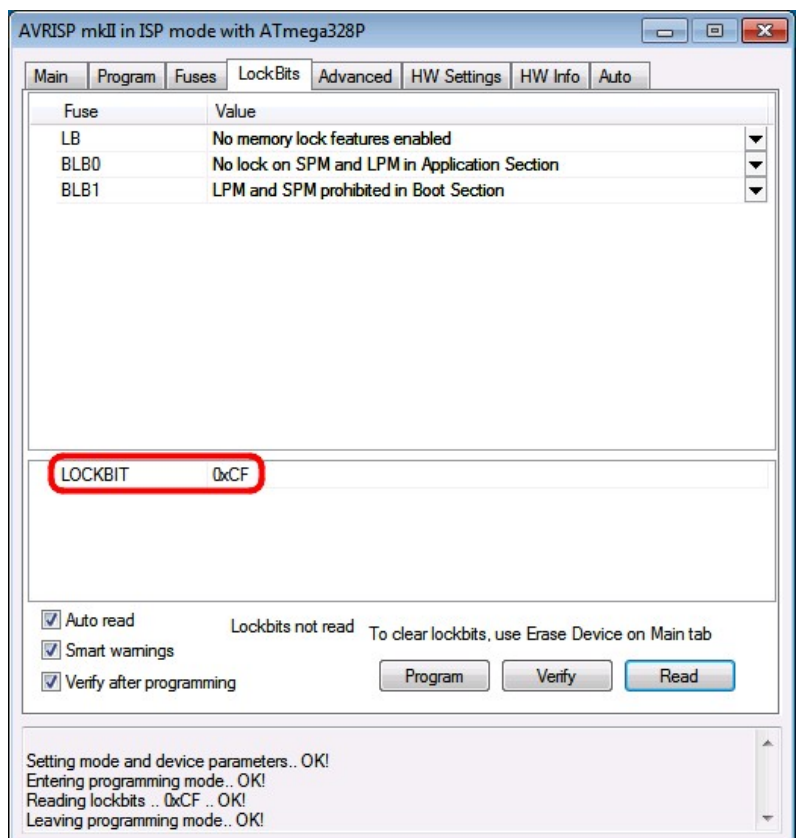 AVRISP mkII in ISP mode with ATmega328P
Main Program Fuses LockBits Advanced HW Settings HW Info Auto
Fuse Value
LB No memory lock features enabled
BLB0 No lock on SPM and LPM in Application Section
BLB1 LPM and SPM prohibited in Boot Section
LOCKBIT 0xCF
Auto read
Lockbits not read To clear lockbits, use Erase Device on Main tab
Smart warnings
Verify after programming
Program Verify Read
Setting mode and device parameters.. OK!
Entering programming mode.. OK!
Reading lockbits .. 0xCF .. OK!
Leaving programming mode.. OK!